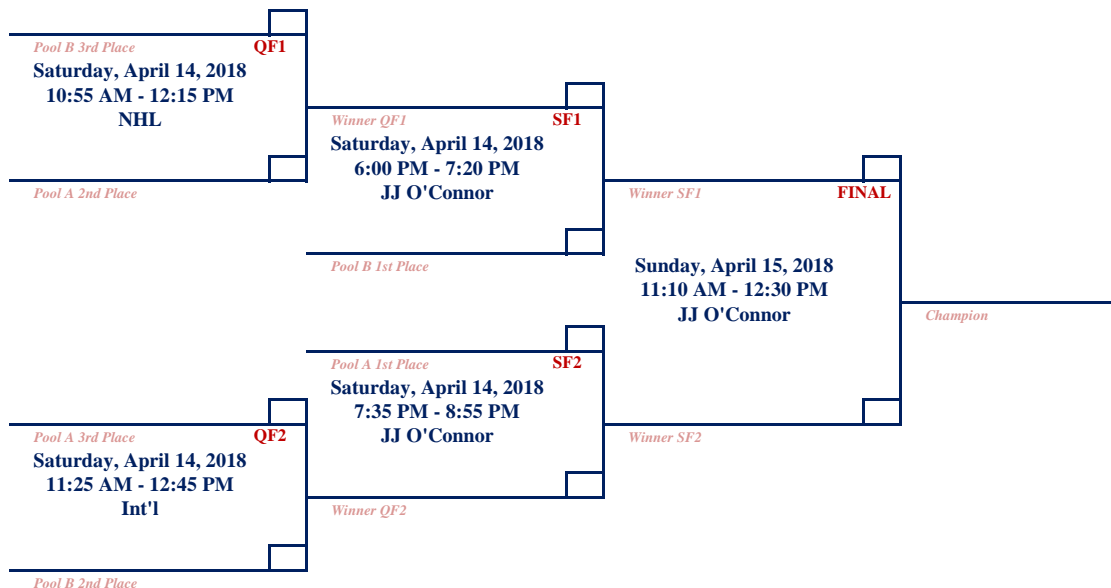 Pool B 3rd Place
QF1
Saturday, April 14, 2018
10:55 AM - 12:15 PM
NHL
Pool A 2nd Place
Winner QF1
SF1
Saturday, April 14, 2018
6:00 PM - 7:20 PM
JJ O'Connor
Pool B 1st Place
Winner SF1
FINAL
Sunday, April 15, 2018
11:10 AM - 12:30 PM
JJ O'Connor
Champion
Pool A 1st Place
SF2
Saturday, April 14, 2018
7:35 PM - 8:55 PM
JJ O'Connor
Winner SF2
Pool A 3rd Place
QF2
Saturday, April 14, 2018
11:25 AM - 12:45 PM
Int'l
Winner QF2
Pool B 2nd Place